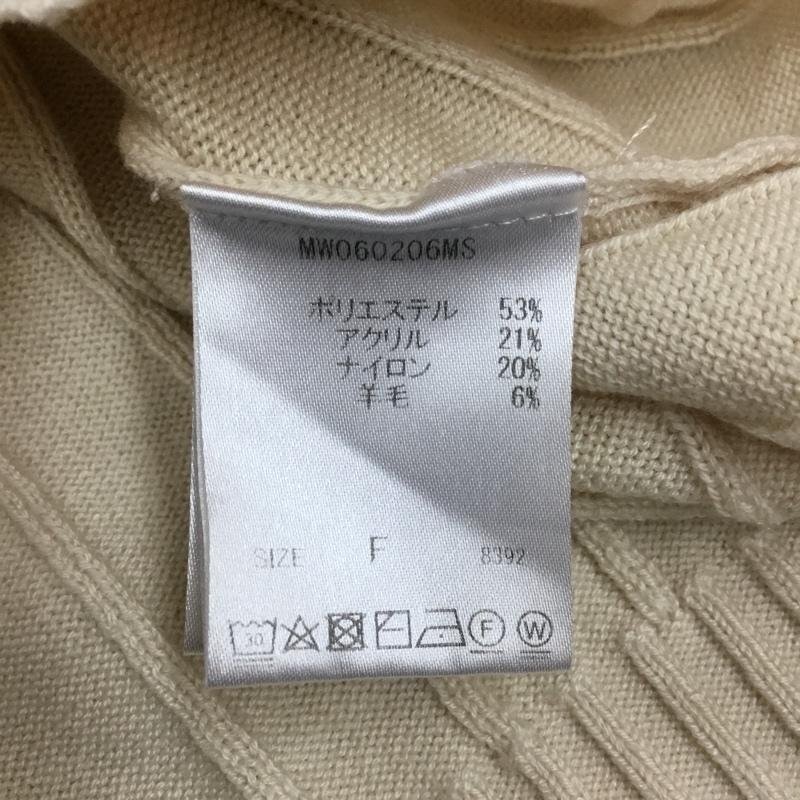 MW060206MS
ポリエステル 53%
アクリル 21%
ナイロン 20%
羊毛 6%
SIZE F 8392
30 F W